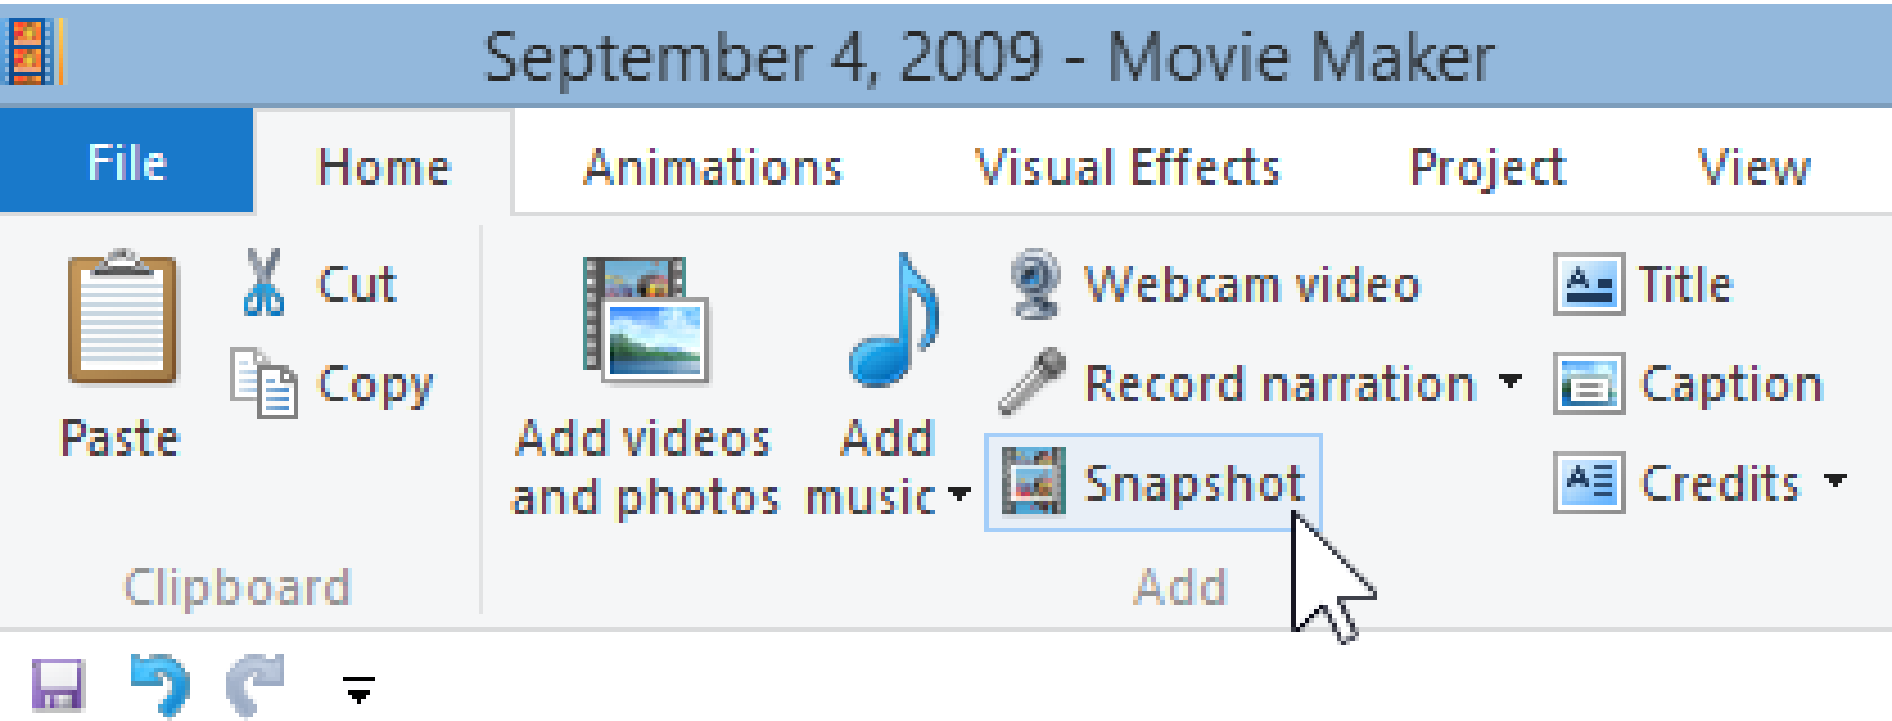 September 4, 2009 - Movie Maker
File Home Animations Visual Effects Project View
Paste
Cut
Copy
Clipboard
Add videos
and photos
Add
music
Webcam video
Record narration
Snapshot
Title
Caption
Credits
Add